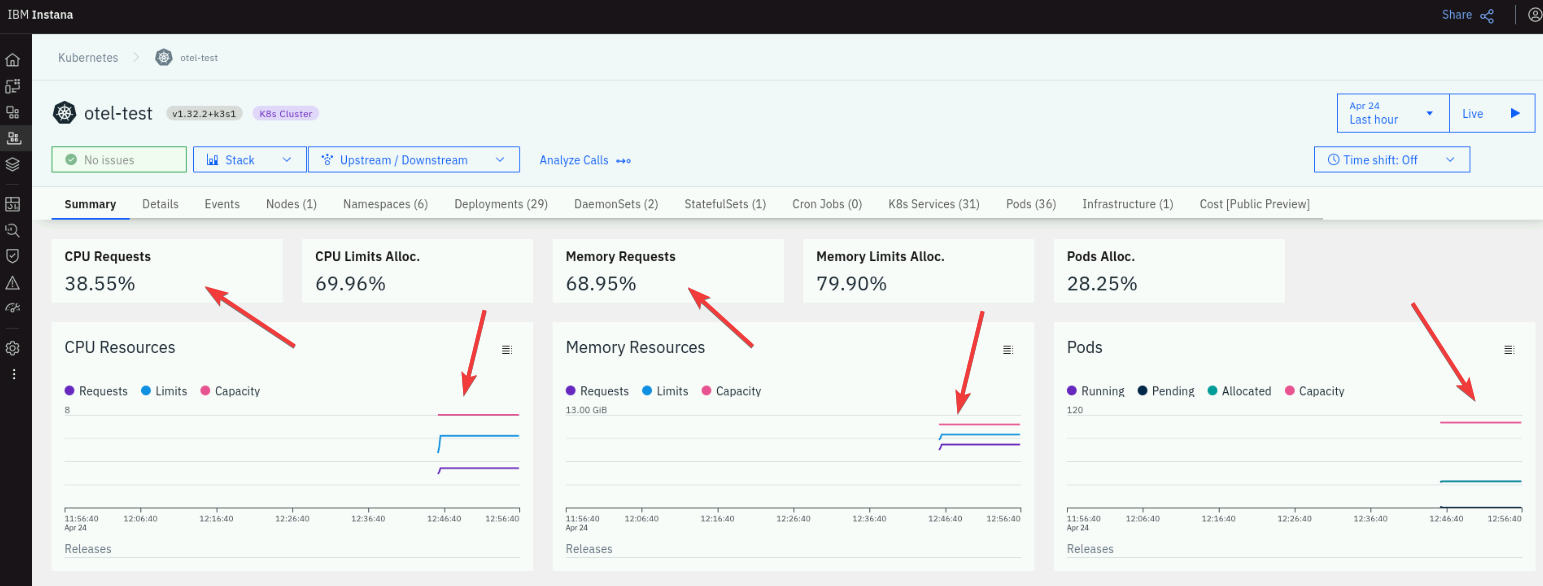 IBM Instana
Share
Kubernetes
otel-test
otel-test
v1.32.2+k3s1
K8s Cluster
Apr 24
Last hour
Live
No issues
Stack
Upstream / Downstream
Analyze Calls
Time shift: Off
Summary
Details
Events
Nodes (1)
Namespaces (6)
Deployments (29)
DaemonSets (2)
StatefulSets (1)
Cron Jobs (0)
K8s Services (31)
Pods (36)
Infrastructure (1)
Cost [Public Preview]
CPU Requests
38.55%
CPU Limits Alloc.
69.96%
Memory Requests
68.95%
Memory Limits Alloc.
79.90%
Pods Alloc.
28.25%
CPU Resources
Requests
Limits
Capacity
8
11:56:40
Apr 24
12:06:40
12:16:40
12:26:40
12:36:40
12:46:40
12:56:40
Releases
Memory Resources
Requests
Limits
Capacity
13.00 GiB
11:56:40
Apr 24
12:06:40
12:16:40
12:26:40
12:36:40
12:46:40
12:56:40
Releases
Pods
Running
Pending
Allocated
Capacity
120
11:56:40
Apr 24
12:06:40
12:16:40
12:26:40
12:36:40
12:46:40
12:56:40
Releases